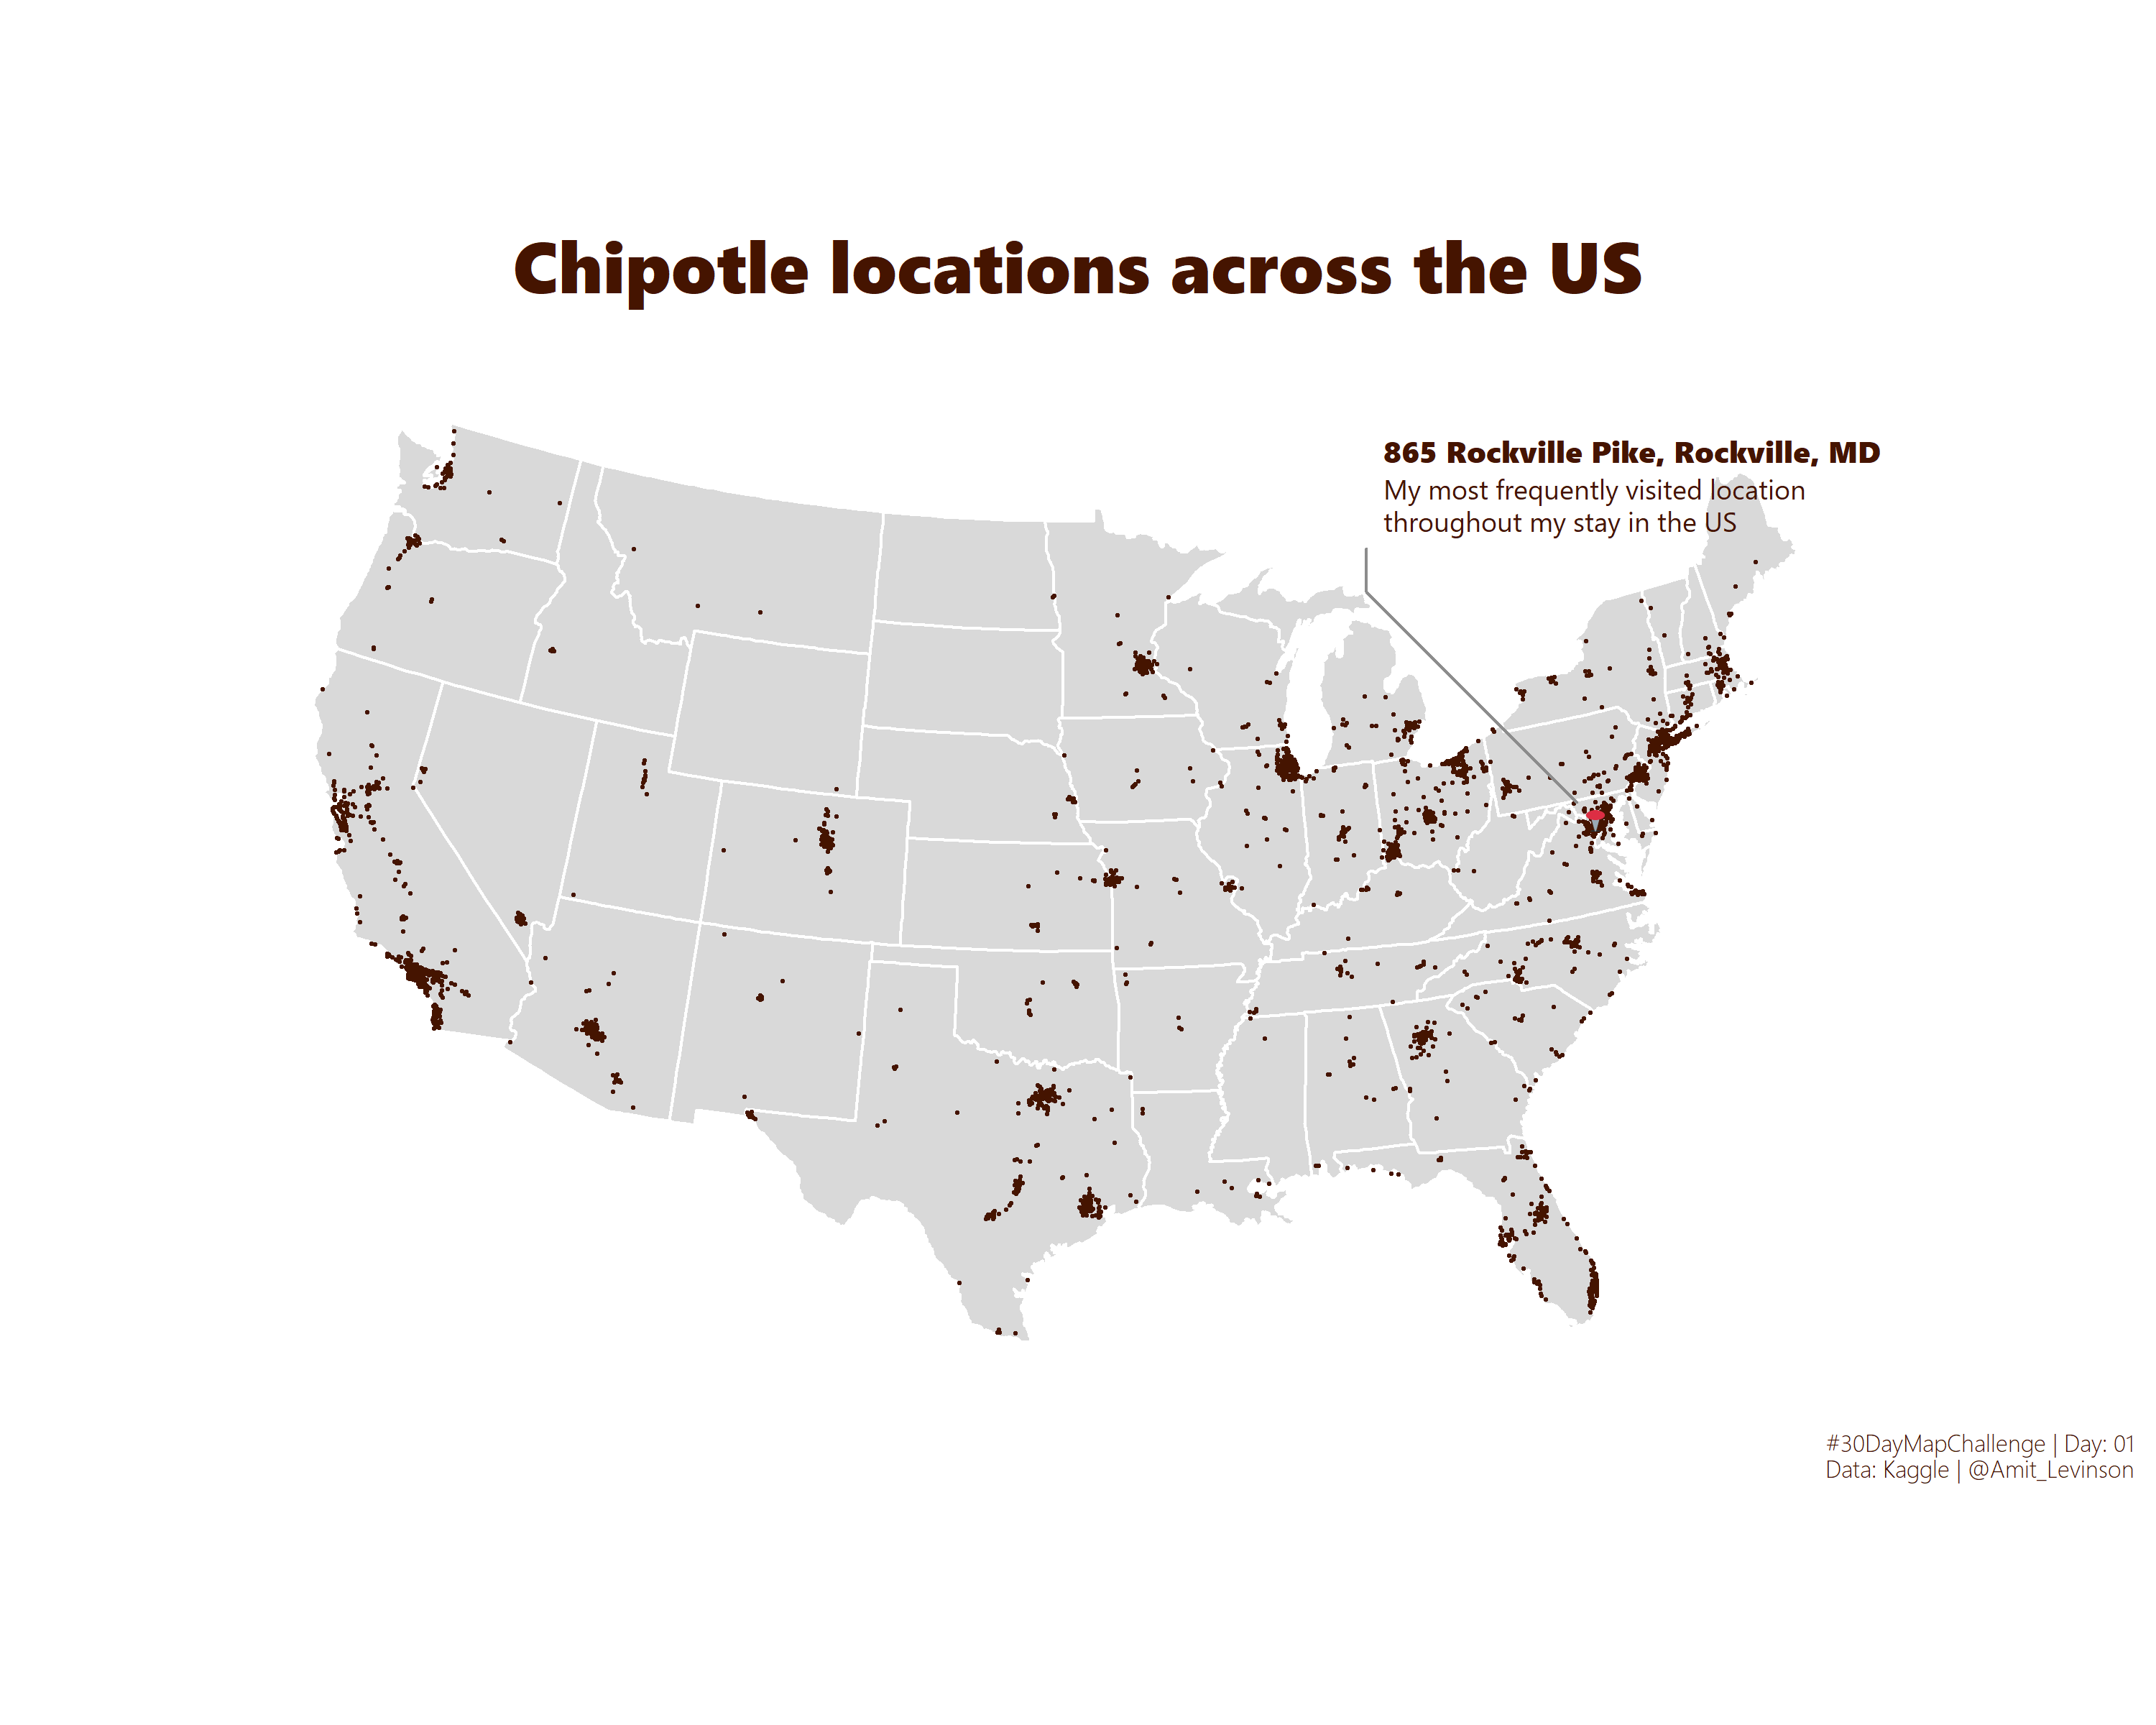 Chipotle locations across the US
865 Rockville Pike, Rockville, MD
My most frequently visited location
throughout my stay in the US
#30DayMapChallenge | Day: 01
Data: Kaggle | @Amit_Levinson